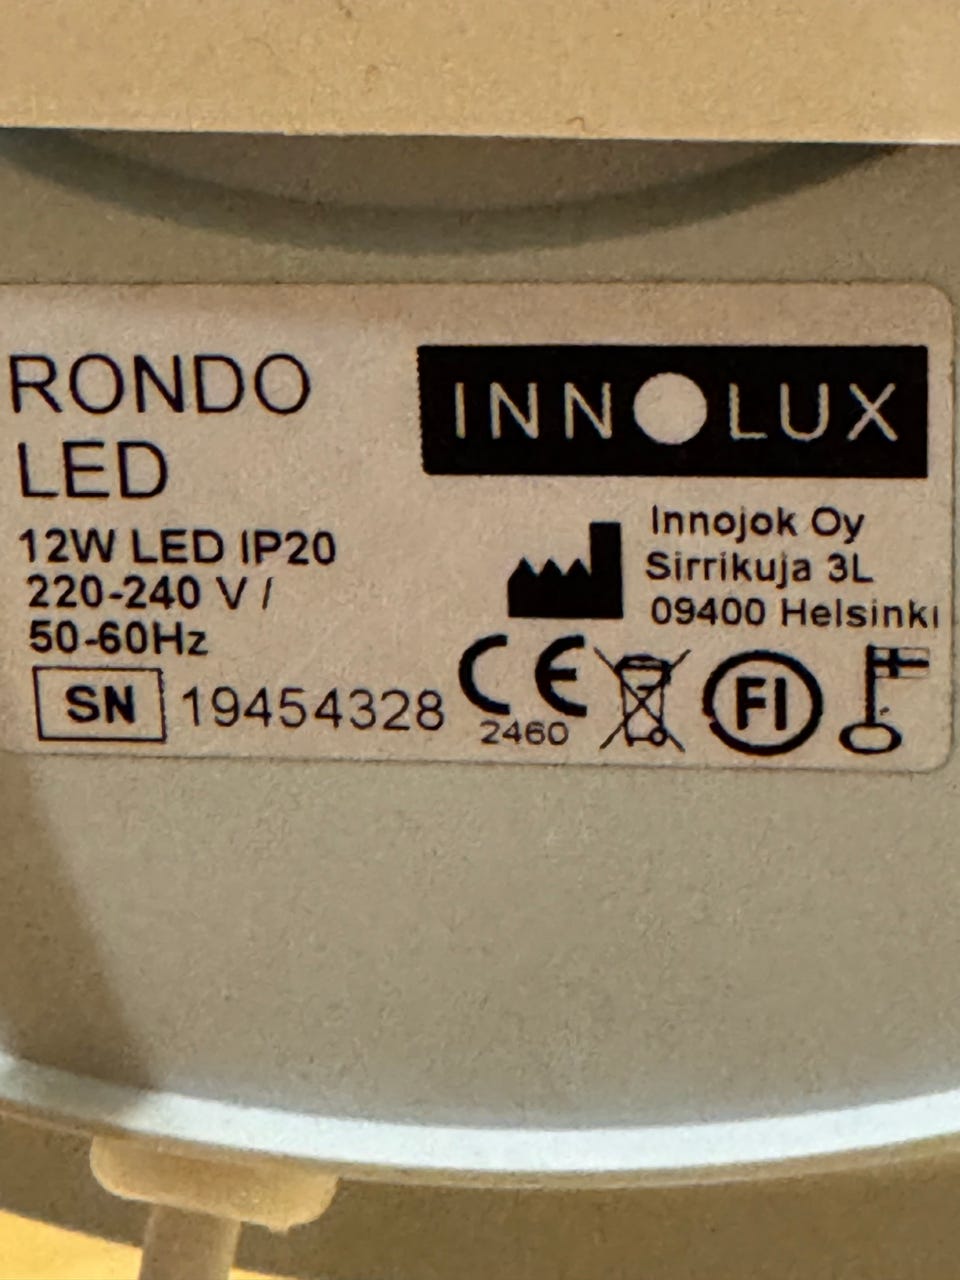 RONDO
LED
12W LED IP20
220-240 V /
50-60Hz
SN 19454328
INNOLUX
Innojok Oy
Sirrikuja 3L
09400 Helsinki
CE
2460
FI